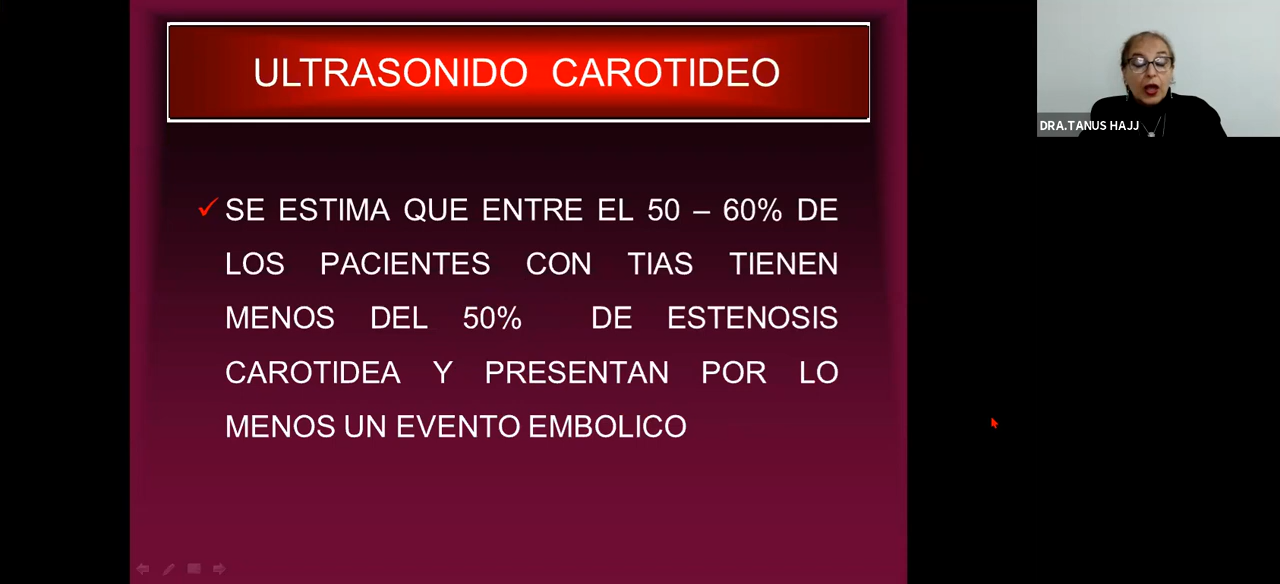 ULTRASONIDO CAROTIDEO
DRA.TANUS HAJJ
SE ESTIMA QUE ENTRE EL 50 – 60% DE
LOS PACIENTES CON TIAS TIENEN
MENOS DEL 50% DE ESTENOSIS
CAROTIDEA Y PRESENTAN POR LO
MENOS UN EVENTO EMBOLICO